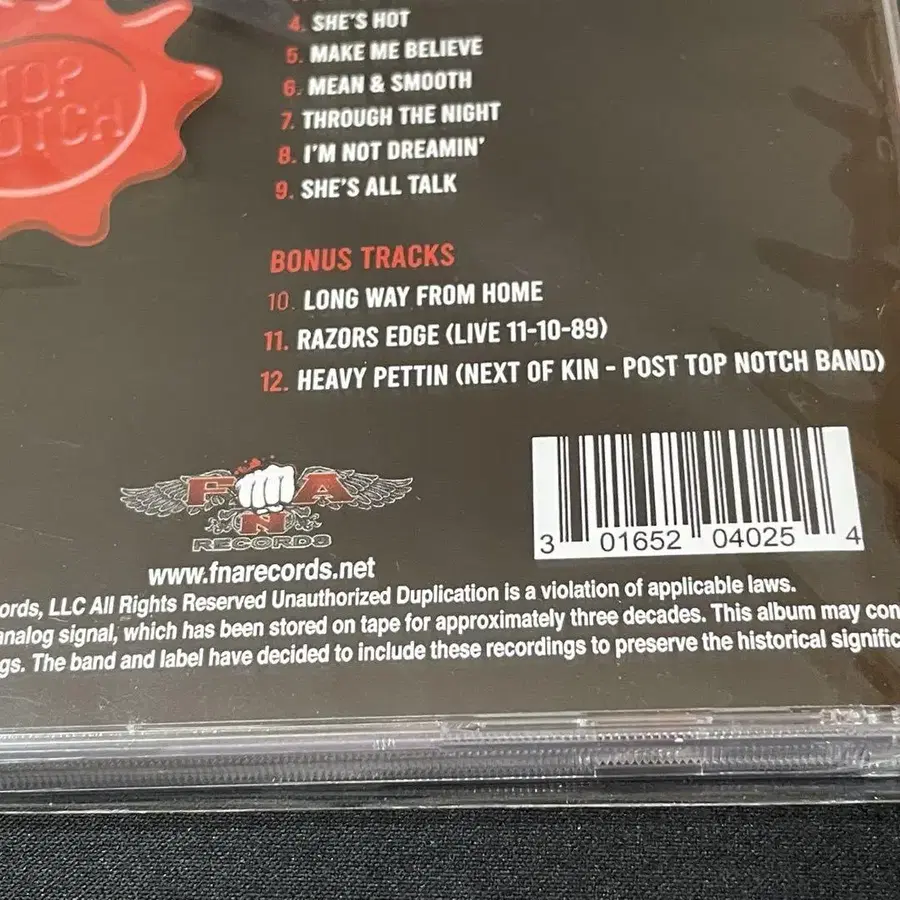 4. SHE'S HOT
5. MAKE ME BELIEVE
6. MEAN & SMOOTH
7. THROUGH THE NIGHT
8. I'M NOT DREAMIN'
9. SHE'S ALL TALK
TOP
OTCH
BONUS TRACKS
10. LONG WAY FROM HOME
11. RAZORS EDGE (LIVE 11-10-89)
12. HEAVY PETTIN (NEXT OF KIN - POST TOP NOTCH BAND)
FNA
RECORDS
www.fnarecords.net
3 01652 04025 4
ords, LLC All Rights Reserved Unauthorized Duplication is a violation of applicable laws.
analog signal, which has been stored on tape for approximately three decades. This album may con
gs. The band and label have decided to include these recordings to preserve the historical signific